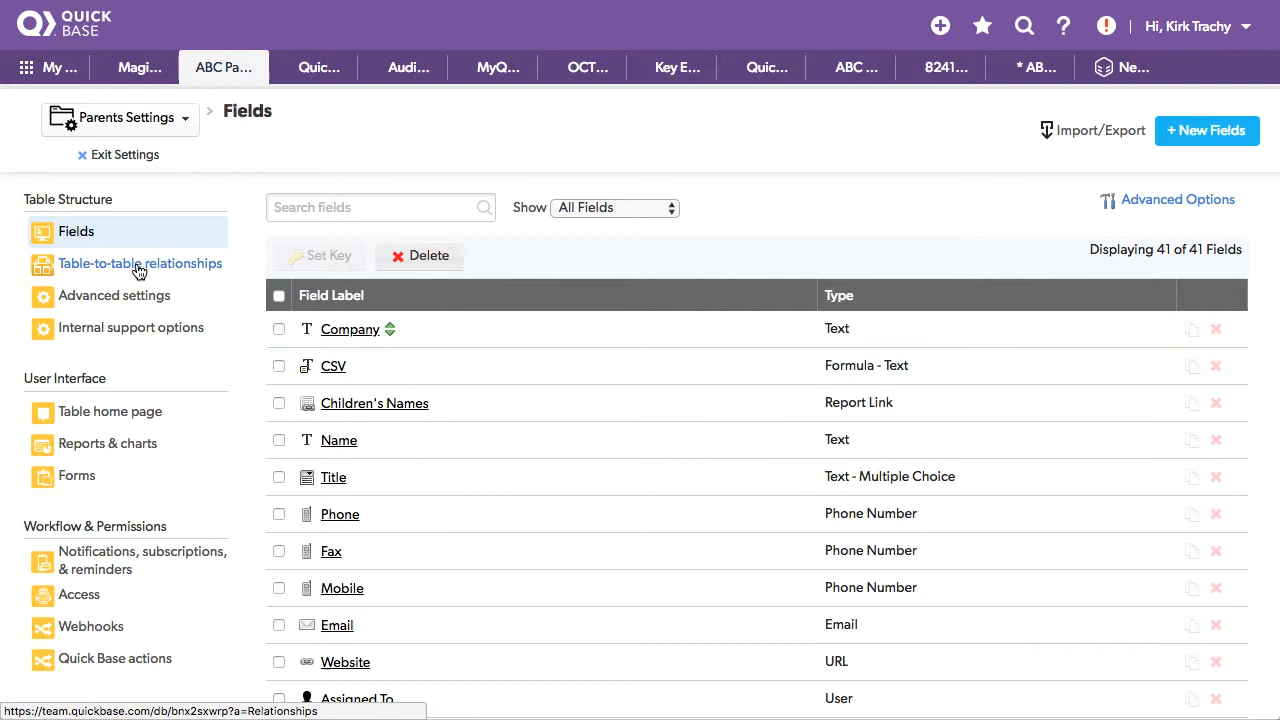 QUICK
BASE
Hi, Kirk Trachy
My ...
Magi...
ABC Pa...
Quic...
Audi...
MyQ...
OCT...
Key E...
Quic...
ABC ...
8241...
* AB...
Ne...
Parents Settings
> Fields
Exit Settings
Import/Export
+ New Fields
Table Structure
Fields
Table-to-table relationships
Advanced settings
Internal support options
User Interface
Table home page
Reports & charts
Forms
Workflow & Permissions
Notifications, subscriptions,
& reminders
Access
Webhooks
Quick Base actions
Search fields
Show All Fields
Advanced Options
Set Key
Delete
Displaying 41 of 41 Fields
Field Label Type
Company Text
CSV Formula - Text
Children's Names Report Link
Name Text
Title Text - Multiple Choice
Phone Phone Number
Fax Phone Number
Mobile Phone Number
Email Email
Website URL
Assigned To User
https://team.quickbase.com/db/bnx2sxwrp?a=Relationships